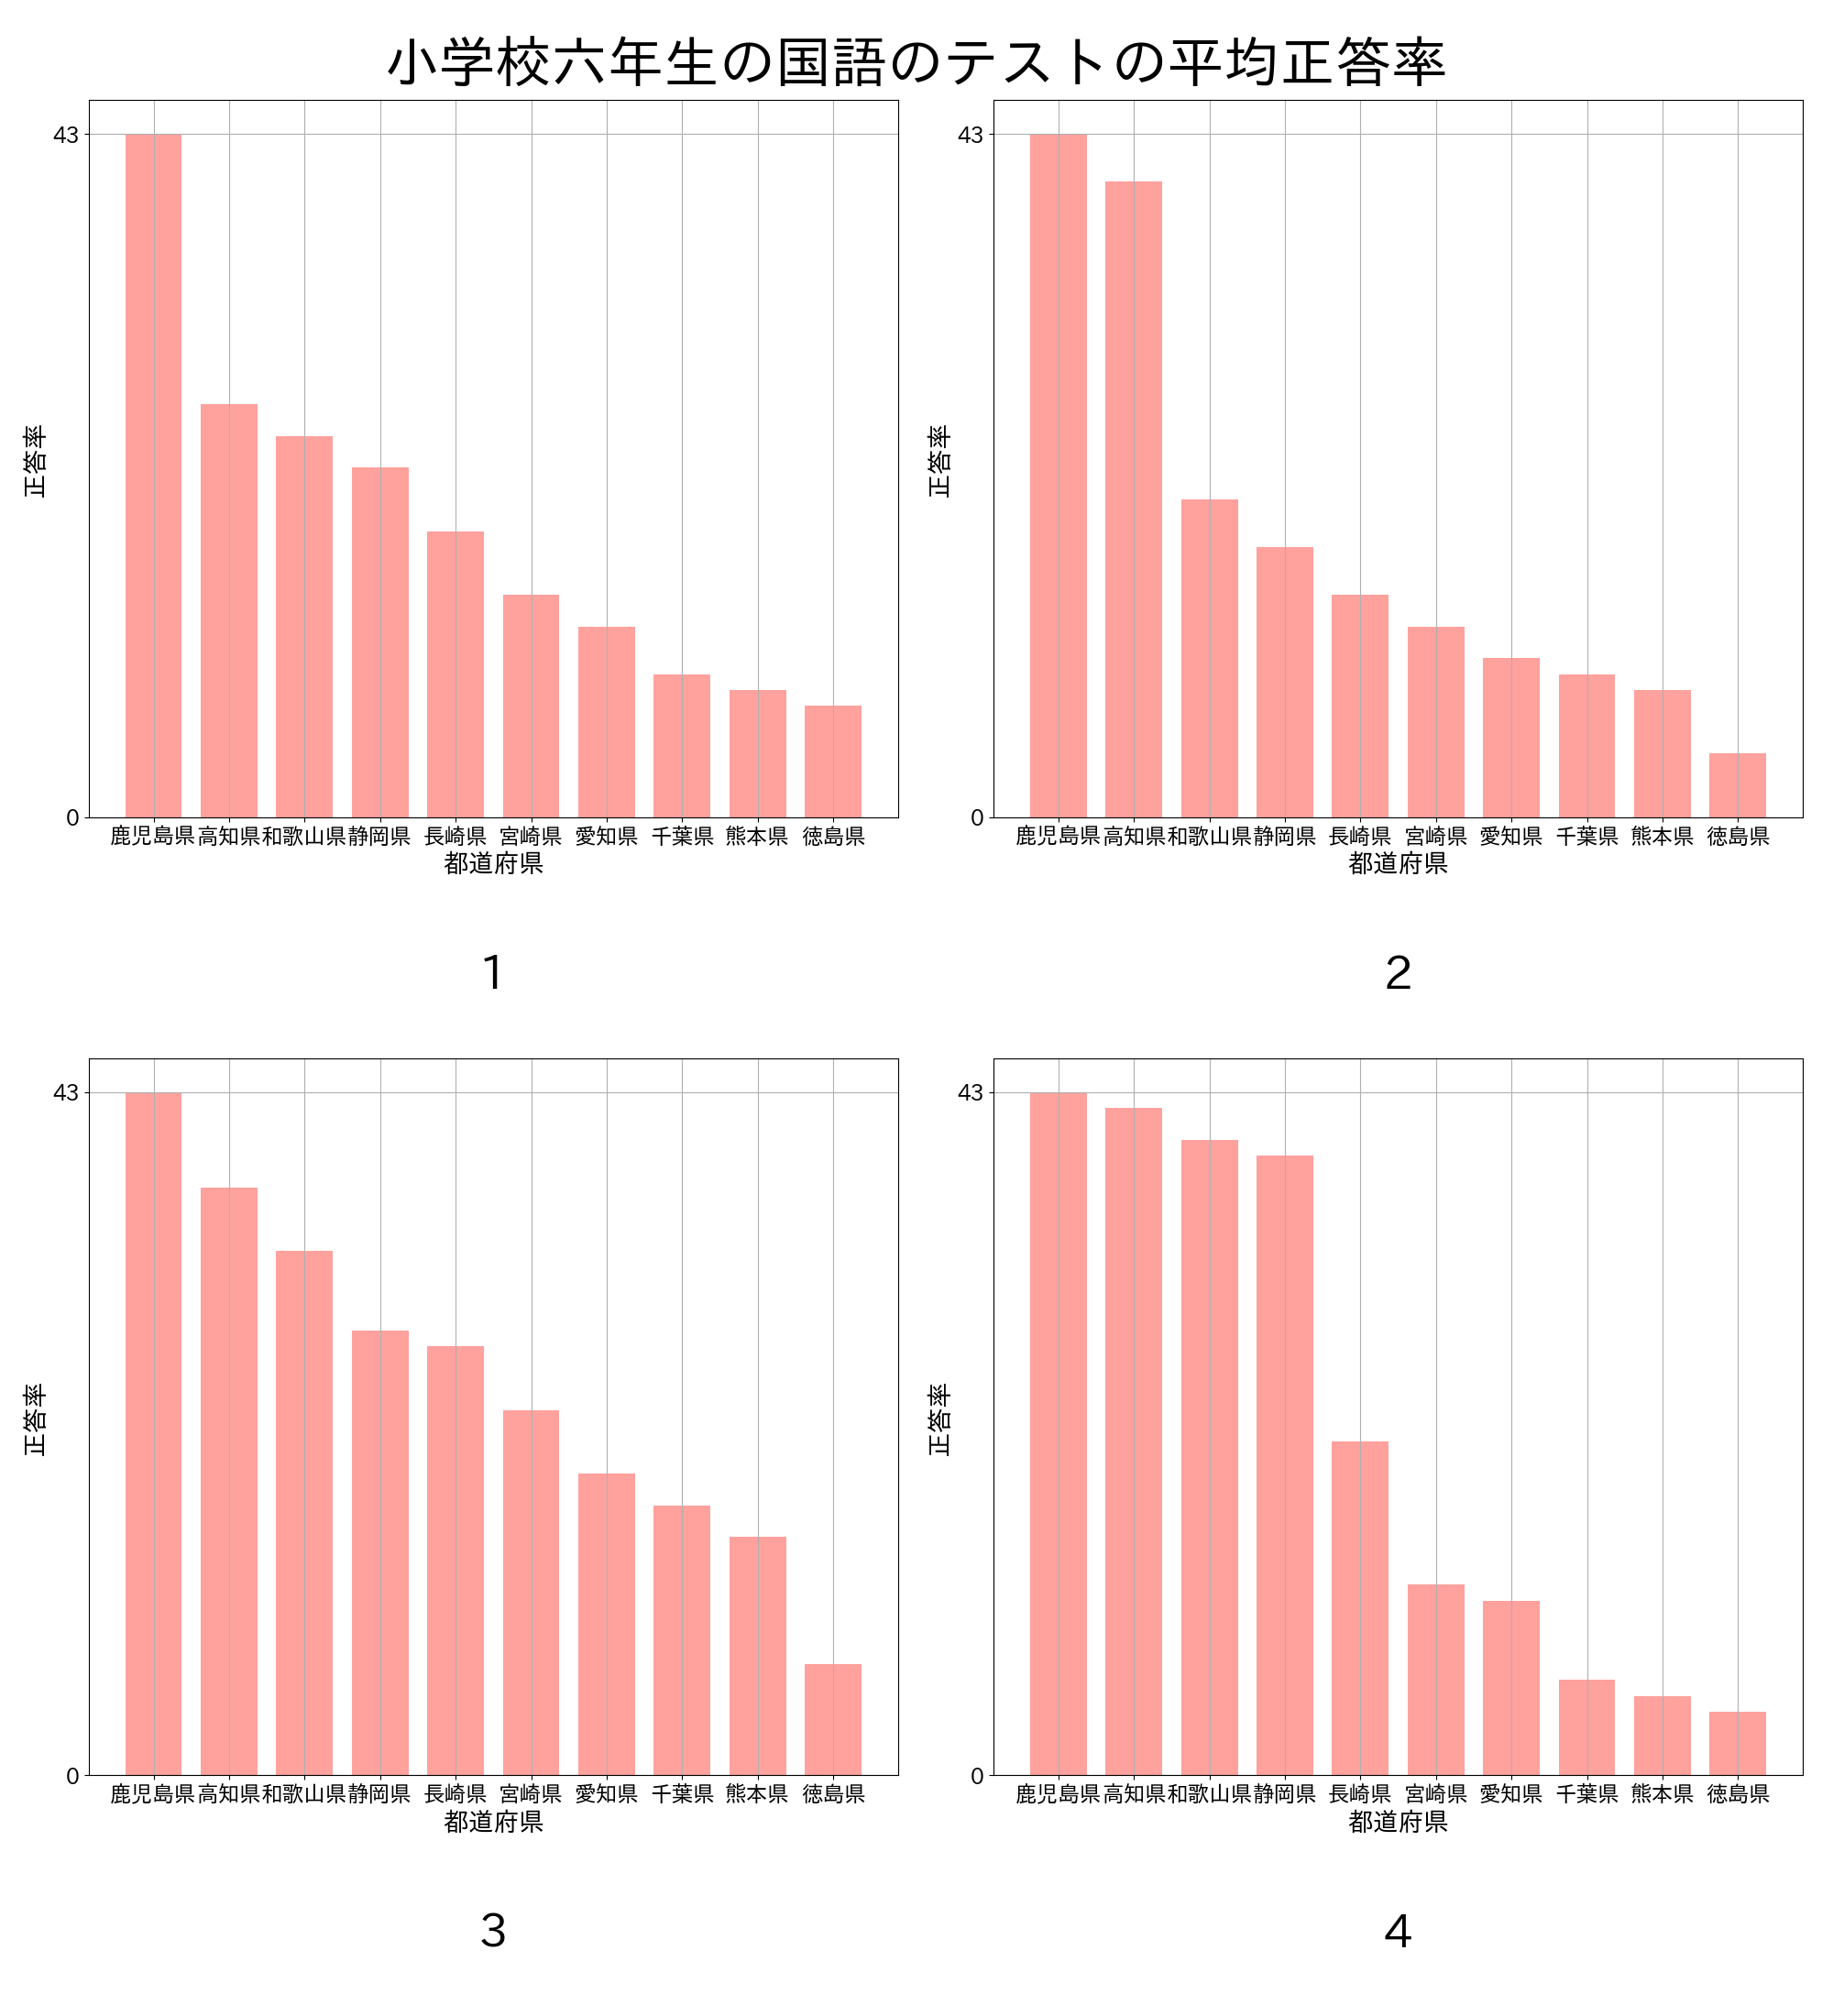 小学校六年生の国語のテストの平均正答率
43
0
正答率
鹿児島県 高知県 和歌山県 静岡県 長崎県 宮崎県 愛知県 千葉県 熊本県 徳島県
都道府県
1
43
0
正答率
鹿児島県 高知県 和歌山県 静岡県 長崎県 宮崎県 愛知県 千葉県 熊本県 徳島県
都道府県
2
43
0
正答率
鹿児島県 高知県 和歌山県 静岡県 長崎県 宮崎県 愛知県 千葉県 熊本県 徳島県
都道府県
3
43
0
正答率
鹿児島県 高知県 和歌山県 静岡県 長崎県 宮崎県 愛知県 千葉県 熊本県 徳島県
都道府県
4